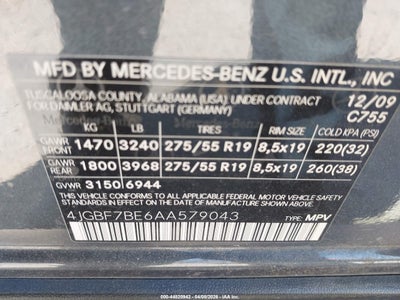 MFD BY MERCEDES-BENZ U.S. INTL., INC
TUSCALOOSA COUNTY, ALABAMA (USA) UNDER CONTRACT 12/09
FOR DAIMLER AG, STUTTGART (GERMANY) C755
KG LB TIRES RIM SIZE COLD KPA (PSI)
GAWR FRONT 1470 3240 275/55 R19 8,5x19 220(32)
GAWR REAR 1800 3968 275/55 R19 8,5x19 260(38)
GVWR 3150 6944
THIS VEHICLE CONFORMS TO ALL APPLICABLE FEDERAL MOTOR VEHICLE
SAFETY STANDARDS IN EFFECT ON THE DATE OF MANUFACTURE SHOWN ABOVE.
4JGBF7BE6AA579043 TYPE: MPV